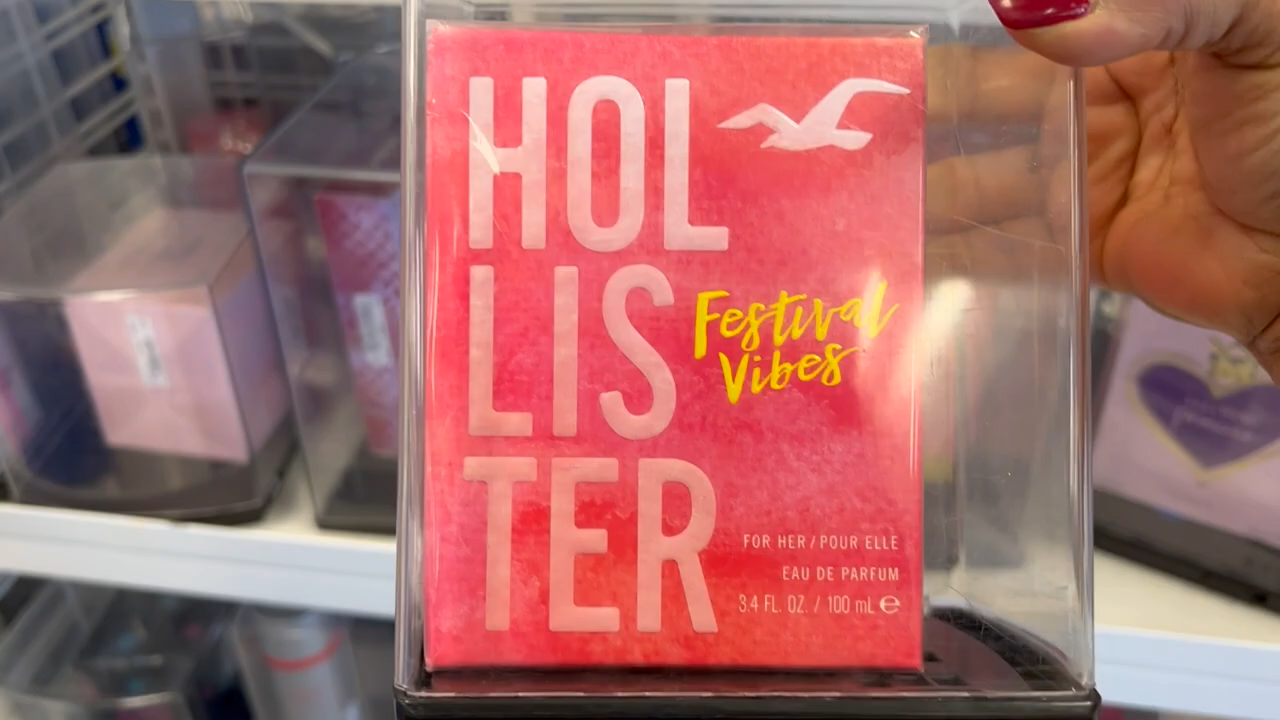 HOL
LIS
TER
Festival
Vibes
FOR HER / POUR ELLE
EAU DE PARFUM
3.4 FL. OZ. / 100 mL ℮